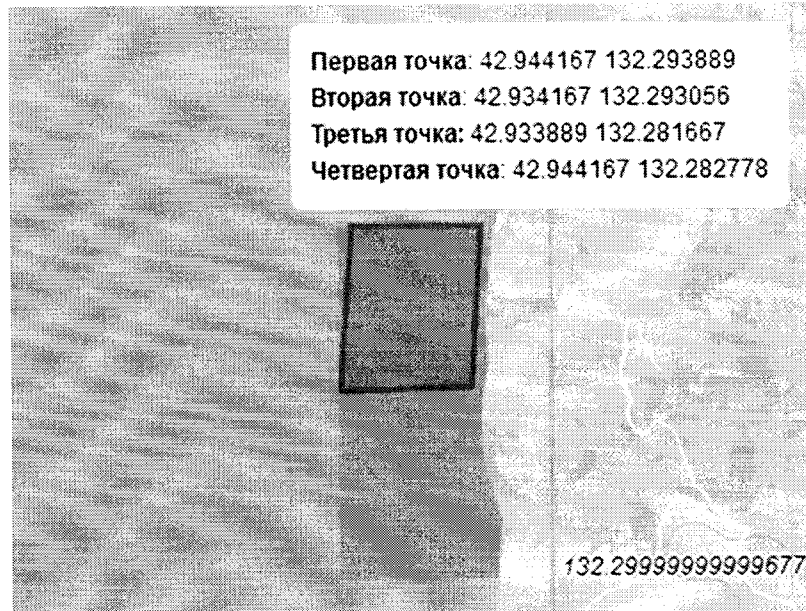 Первая точка: 42.944167 132.293889
Вторая точка: 42.934167 132.293056
Третья точка: 42.933889 132.281667
Четвертая точка: 42.944167 132.282778
132.299999999999677